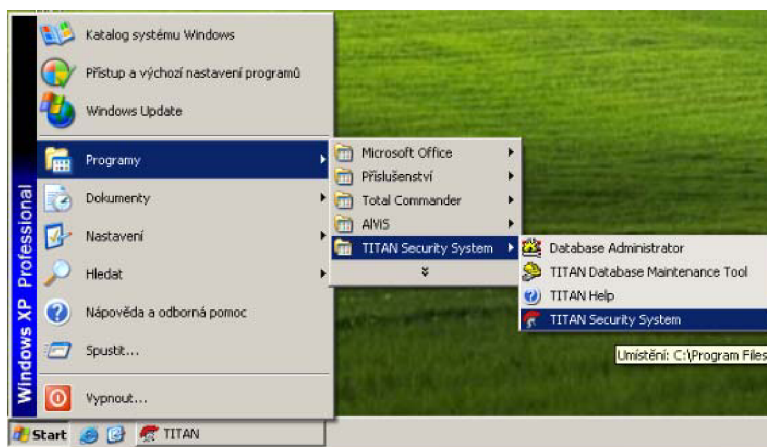 Katalog systému Windows
Přístup a výchozí nastavení programů
Windows Update
Programy
Dokumenty
Nastavení
Hledat
Nápověda a odborná pomoc
Spustit...
Vypnout...
Windows XP Professional
Microsoft Office
Příslušenství
Total Commander
AlViS
TITAN Security System
Database Administrator
TITAN Database Maintenance Tool
TITAN Help
TITAN Security System
Umístění: C:\Program Files
Start
TITAN